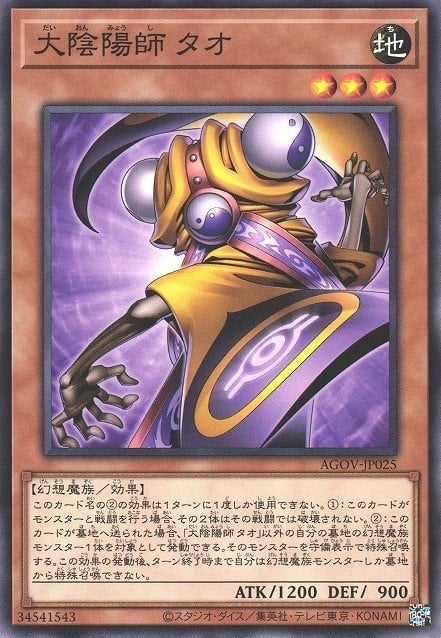 大陰陽師 タオ
地
AGOV-JP025
【幻想魔族／効果】
このカード名の②の効果は１ターンに１度しか使用できない。①：このカードが
モンスターと戦闘を行う場合、その２体はその戦闘では破壊されない。②：この
カードが墓地へ送られた場合、「大陰陽師 タオ」以外の自分の墓地の幻想魔族
モンスター１体を対象として発動できる。そのモンスターを守備表示で特殊召喚
する。この効果の発動後、ターン終了時まで自分は幻想魔族モンスターしか墓地
から特殊召喚できない。
ATK/1200 DEF/ 900
34541543
©スタジオ・ダイス／集英社・テレビ東京・KONAMI